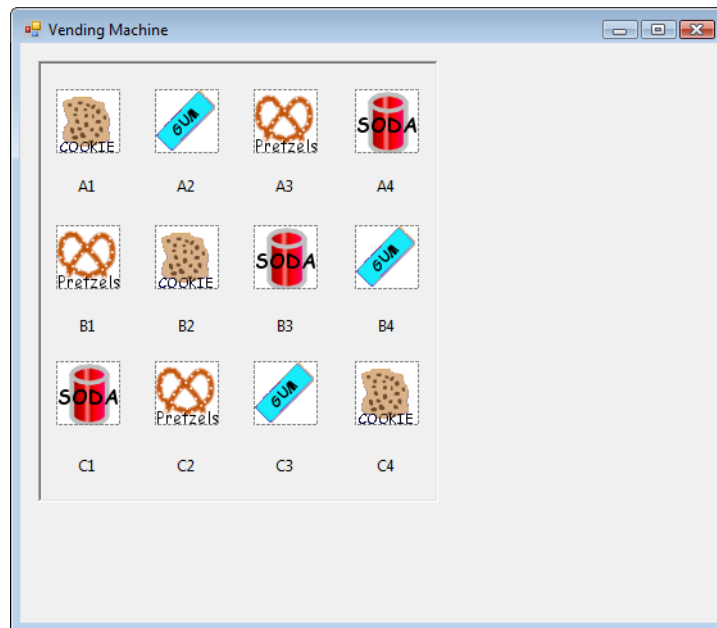 Vending Machine
COOKIE GUM Pretzels SODA
A1 A2 A3 A4
Pretzels COOKIE SODA GUM
B1 B2 B3 B4
SODA Pretzels GUM COOKIE
C1 C2 C3 C4